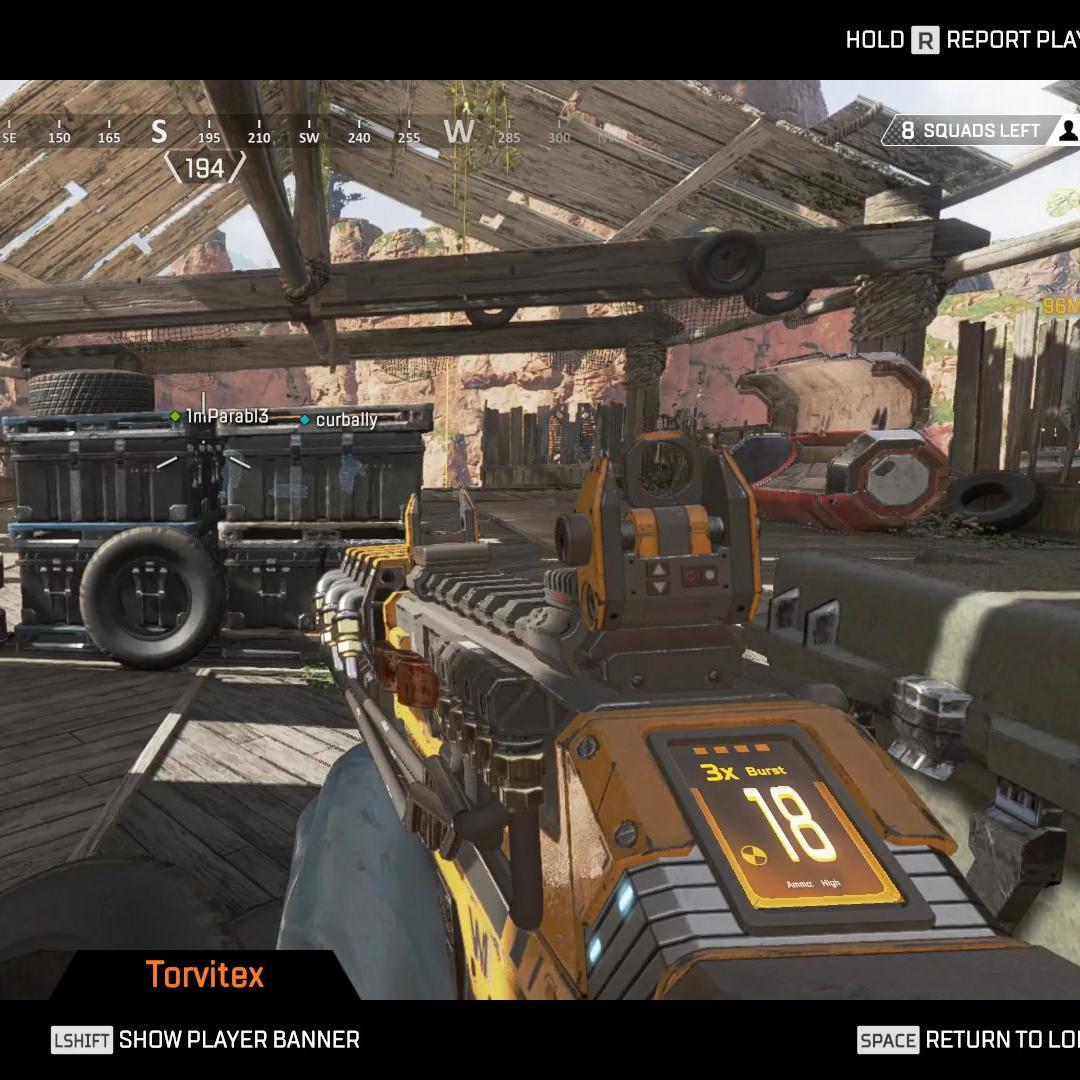 HOLD R REPORT PLAY
SE 150 165 S 195 210 SW 240 255 W 285 300
194
8 SQUADS LEFT
96M
1mParabl3 curbally
3x Burst
18
Ammo: High
Torvitex
LSHIFT SHOW PLAYER BANNER
SPACE RETURN TO LO